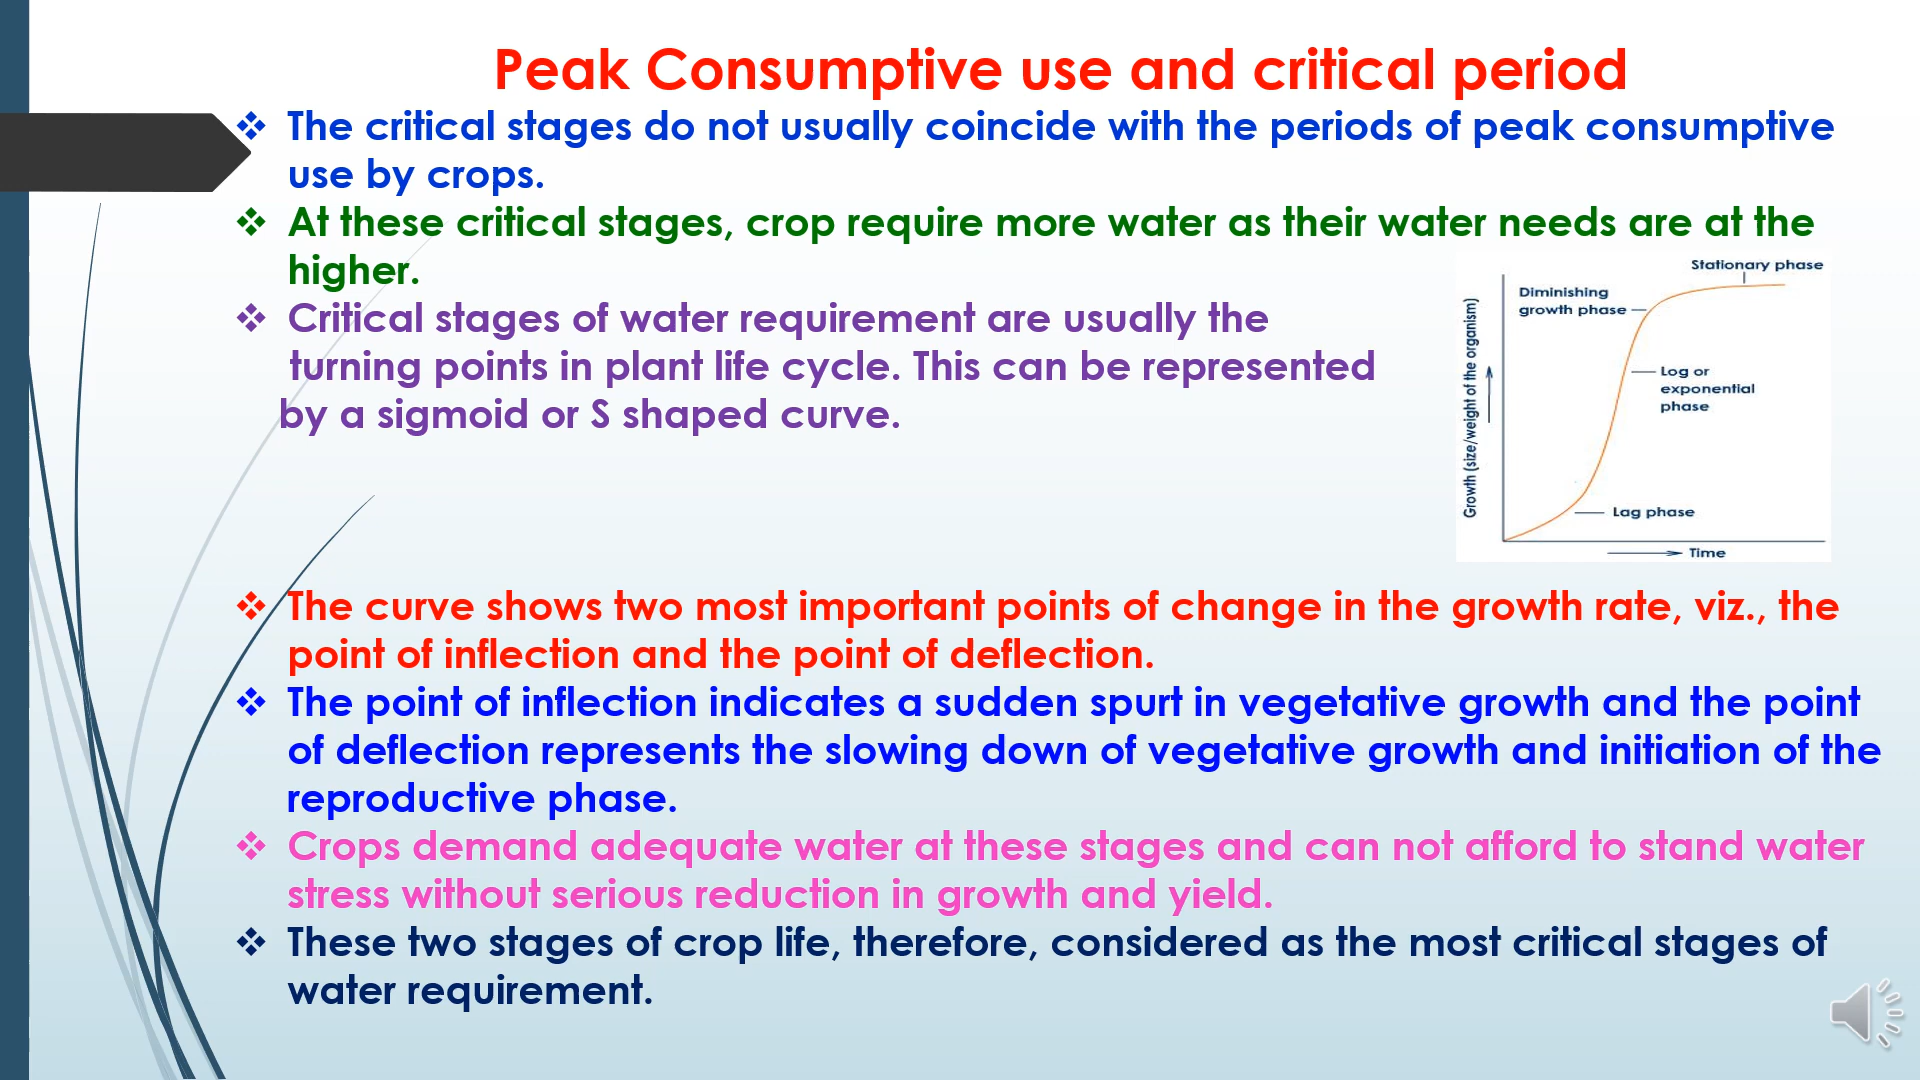 Peak Consumptive use and critical period
❖ The critical stages do not usually coincide with the periods of peak consumptive
use by crops.
❖ At these critical stages, crop require more water as their water needs are at the
higher.
❖ Critical stages of water requirement are usually the
turning points in plant life cycle. This can be represented
by a sigmoid or S shaped curve.
Stationary phase
Diminishing
growth phase
Log or
exponential
phase
Lag phase
Growth (size/weight of the organism)
Time
❖ The curve shows two most important points of change in the growth rate, viz., the
point of inflection and the point of deflection.
❖ The point of inflection indicates a sudden spurt in vegetative growth and the point
of deflection represents the slowing down of vegetative growth and initiation of the
reproductive phase.
❖ Crops demand adequate water at these stages and can not afford to stand water
stress without serious reduction in growth and yield.
❖ These two stages of crop life, therefore, considered as the most critical stages of
water requirement.